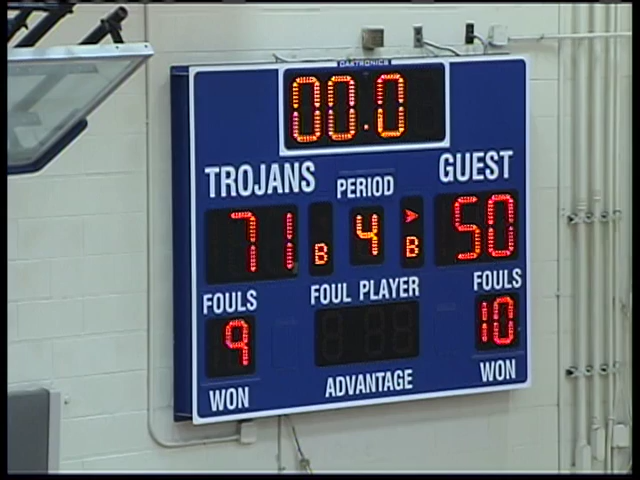 DAKTRONICS
00.0
TROJANS PERIOD GUEST
71 B 4 B 50
FOULS FOUL PLAYER FOULS
9 10
WON ADVANTAGE WON